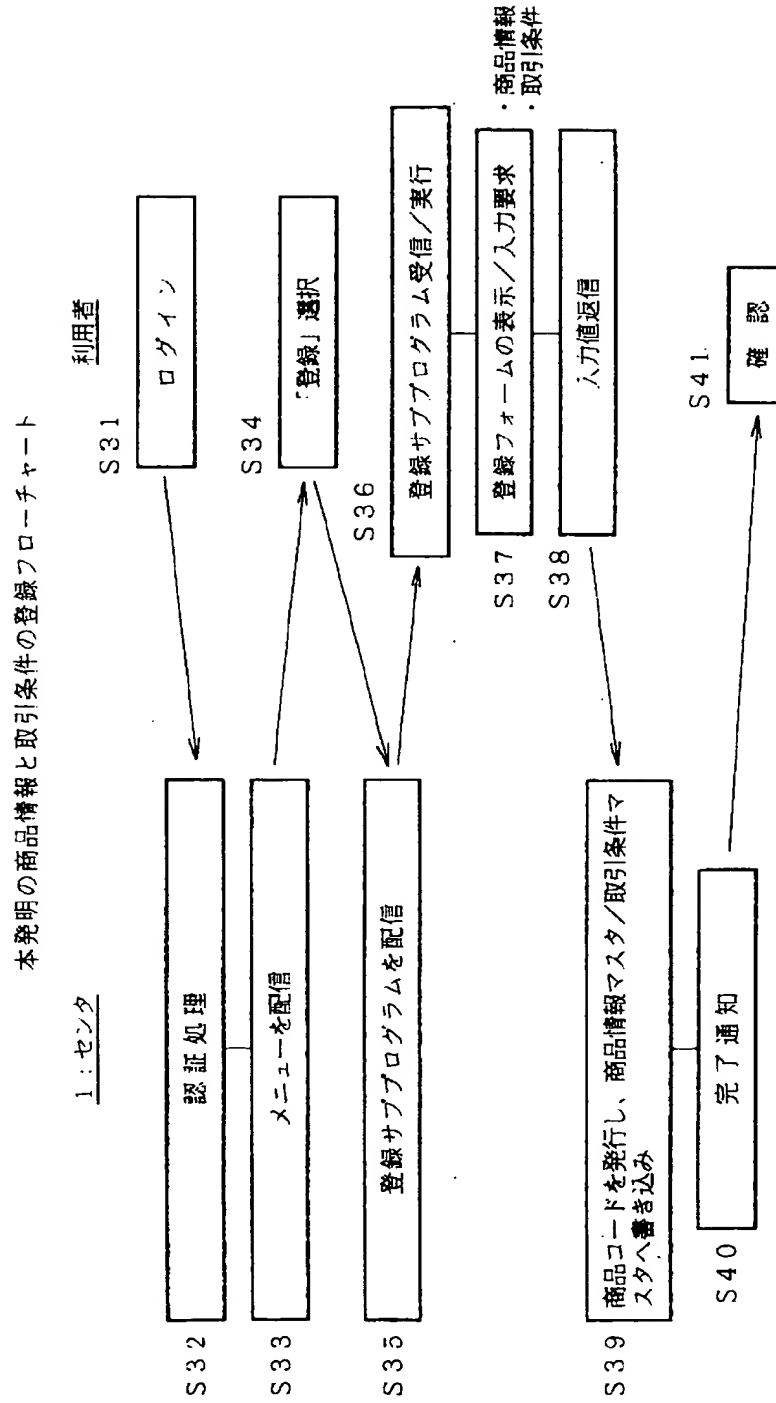 本発明の商品情報と取引条件の登録フローチャート
1:センタ
利用者
S31
ログイン
S32
認証処理
S33
メニューを配信
S34
「登録」選択
S35
登録サブプログラムを配信
S36
登録サブプログラム受信/実行
S37
登録フォームの表示/入力要求
・商品情報
・取引条件
S38
入力値返信
S39
商品コードを発行し、商品情報マスタ/取引条件マ
スタへ書き込み
S40
完了通知
S41
確認